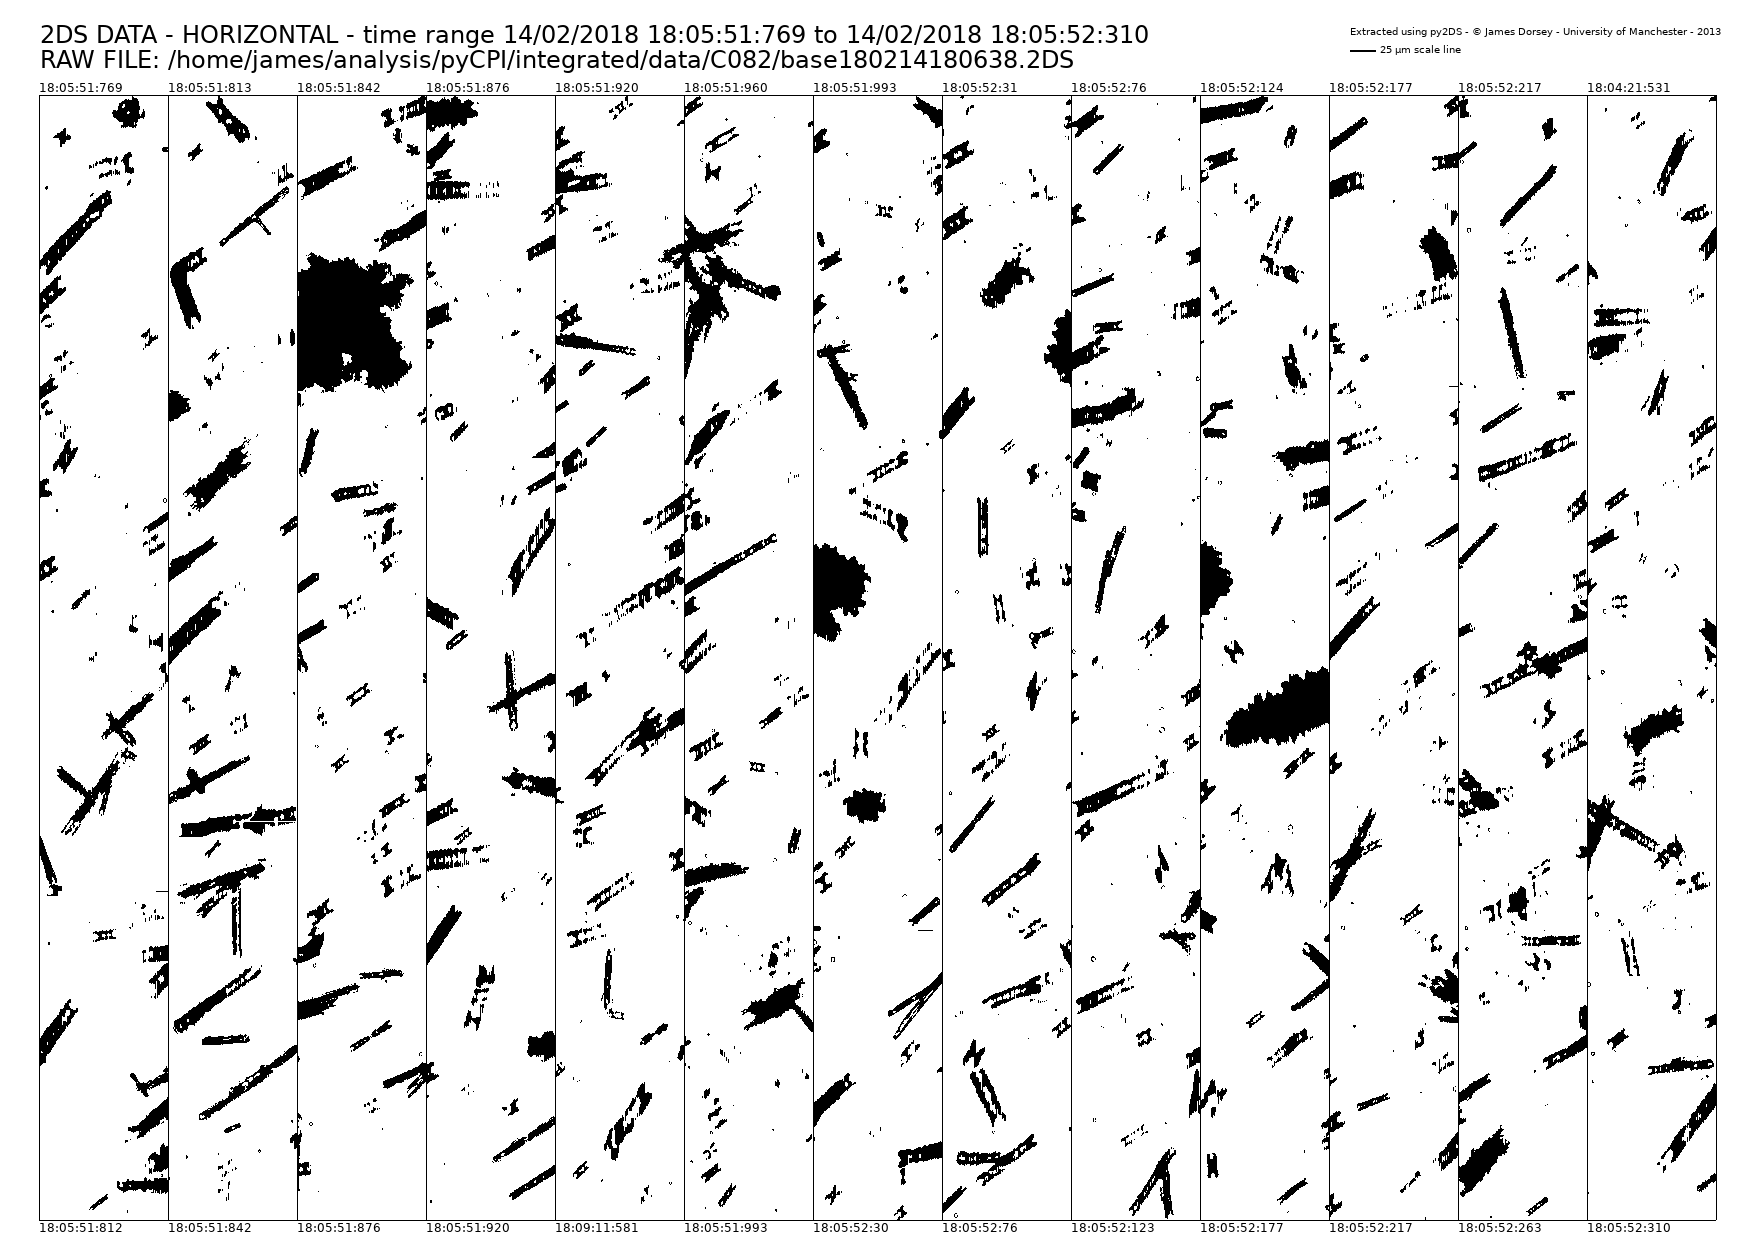 2DS DATA - HORIZONTAL - time range 14/02/2018 18:05:51:769 to 14/02/2018 18:05:52:310
RAW FILE: /home/james/analysis/pyCPI/integrated/data/C082/base180214180638.2DS
Extracted using py2DS - © James Dorsey - University of Manchester - 2013
25 µm scale line
18:05:51:769 18:05:51:813 18:05:51:842 18:05:51:876 18:05:51:920 18:05:51:960 18:05:51:993 18:05:52:31 18:05:52:76 18:05:52:124 18:05:52:177 18:05:52:217 18:04:21:531
18:05:51:812 18:05:51:842 18:05:51:876 18:05:51:920 18:09:11:581 18:05:51:993 18:05:52:30 18:05:52:76 18:05:52:123 18:05:52:177 18:05:52:217 18:05:52:263 18:05:52:310